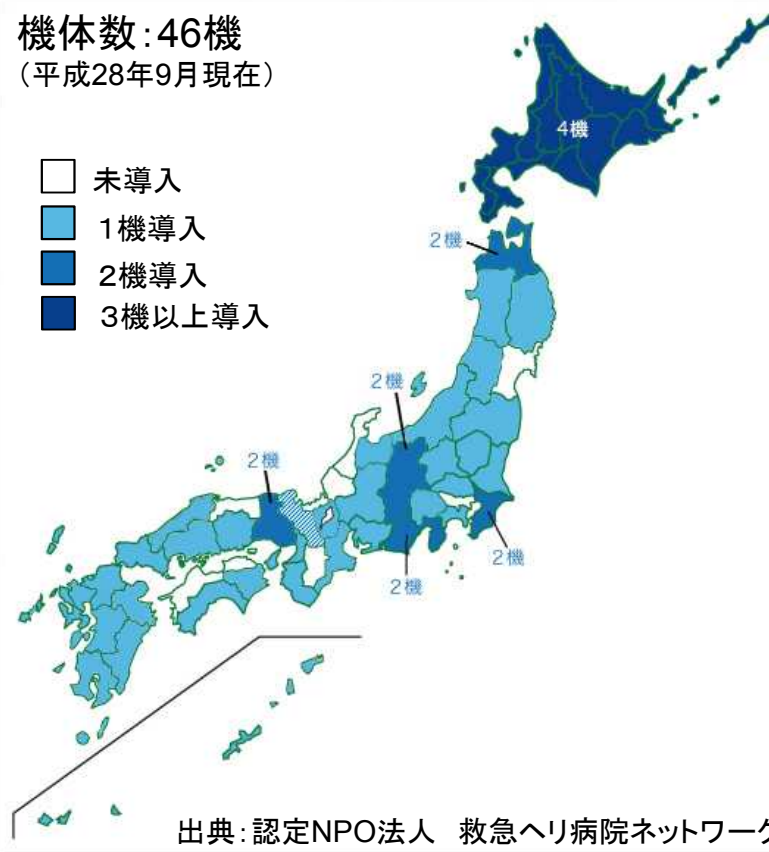 機体数:46機
(平成28年9月現在)
未導入
1機導入
2機導入
3機以上導入
4機
2機
2機
2機
2機
2機
出典:認定NPO法人 救急ヘリ病院ネットワーク